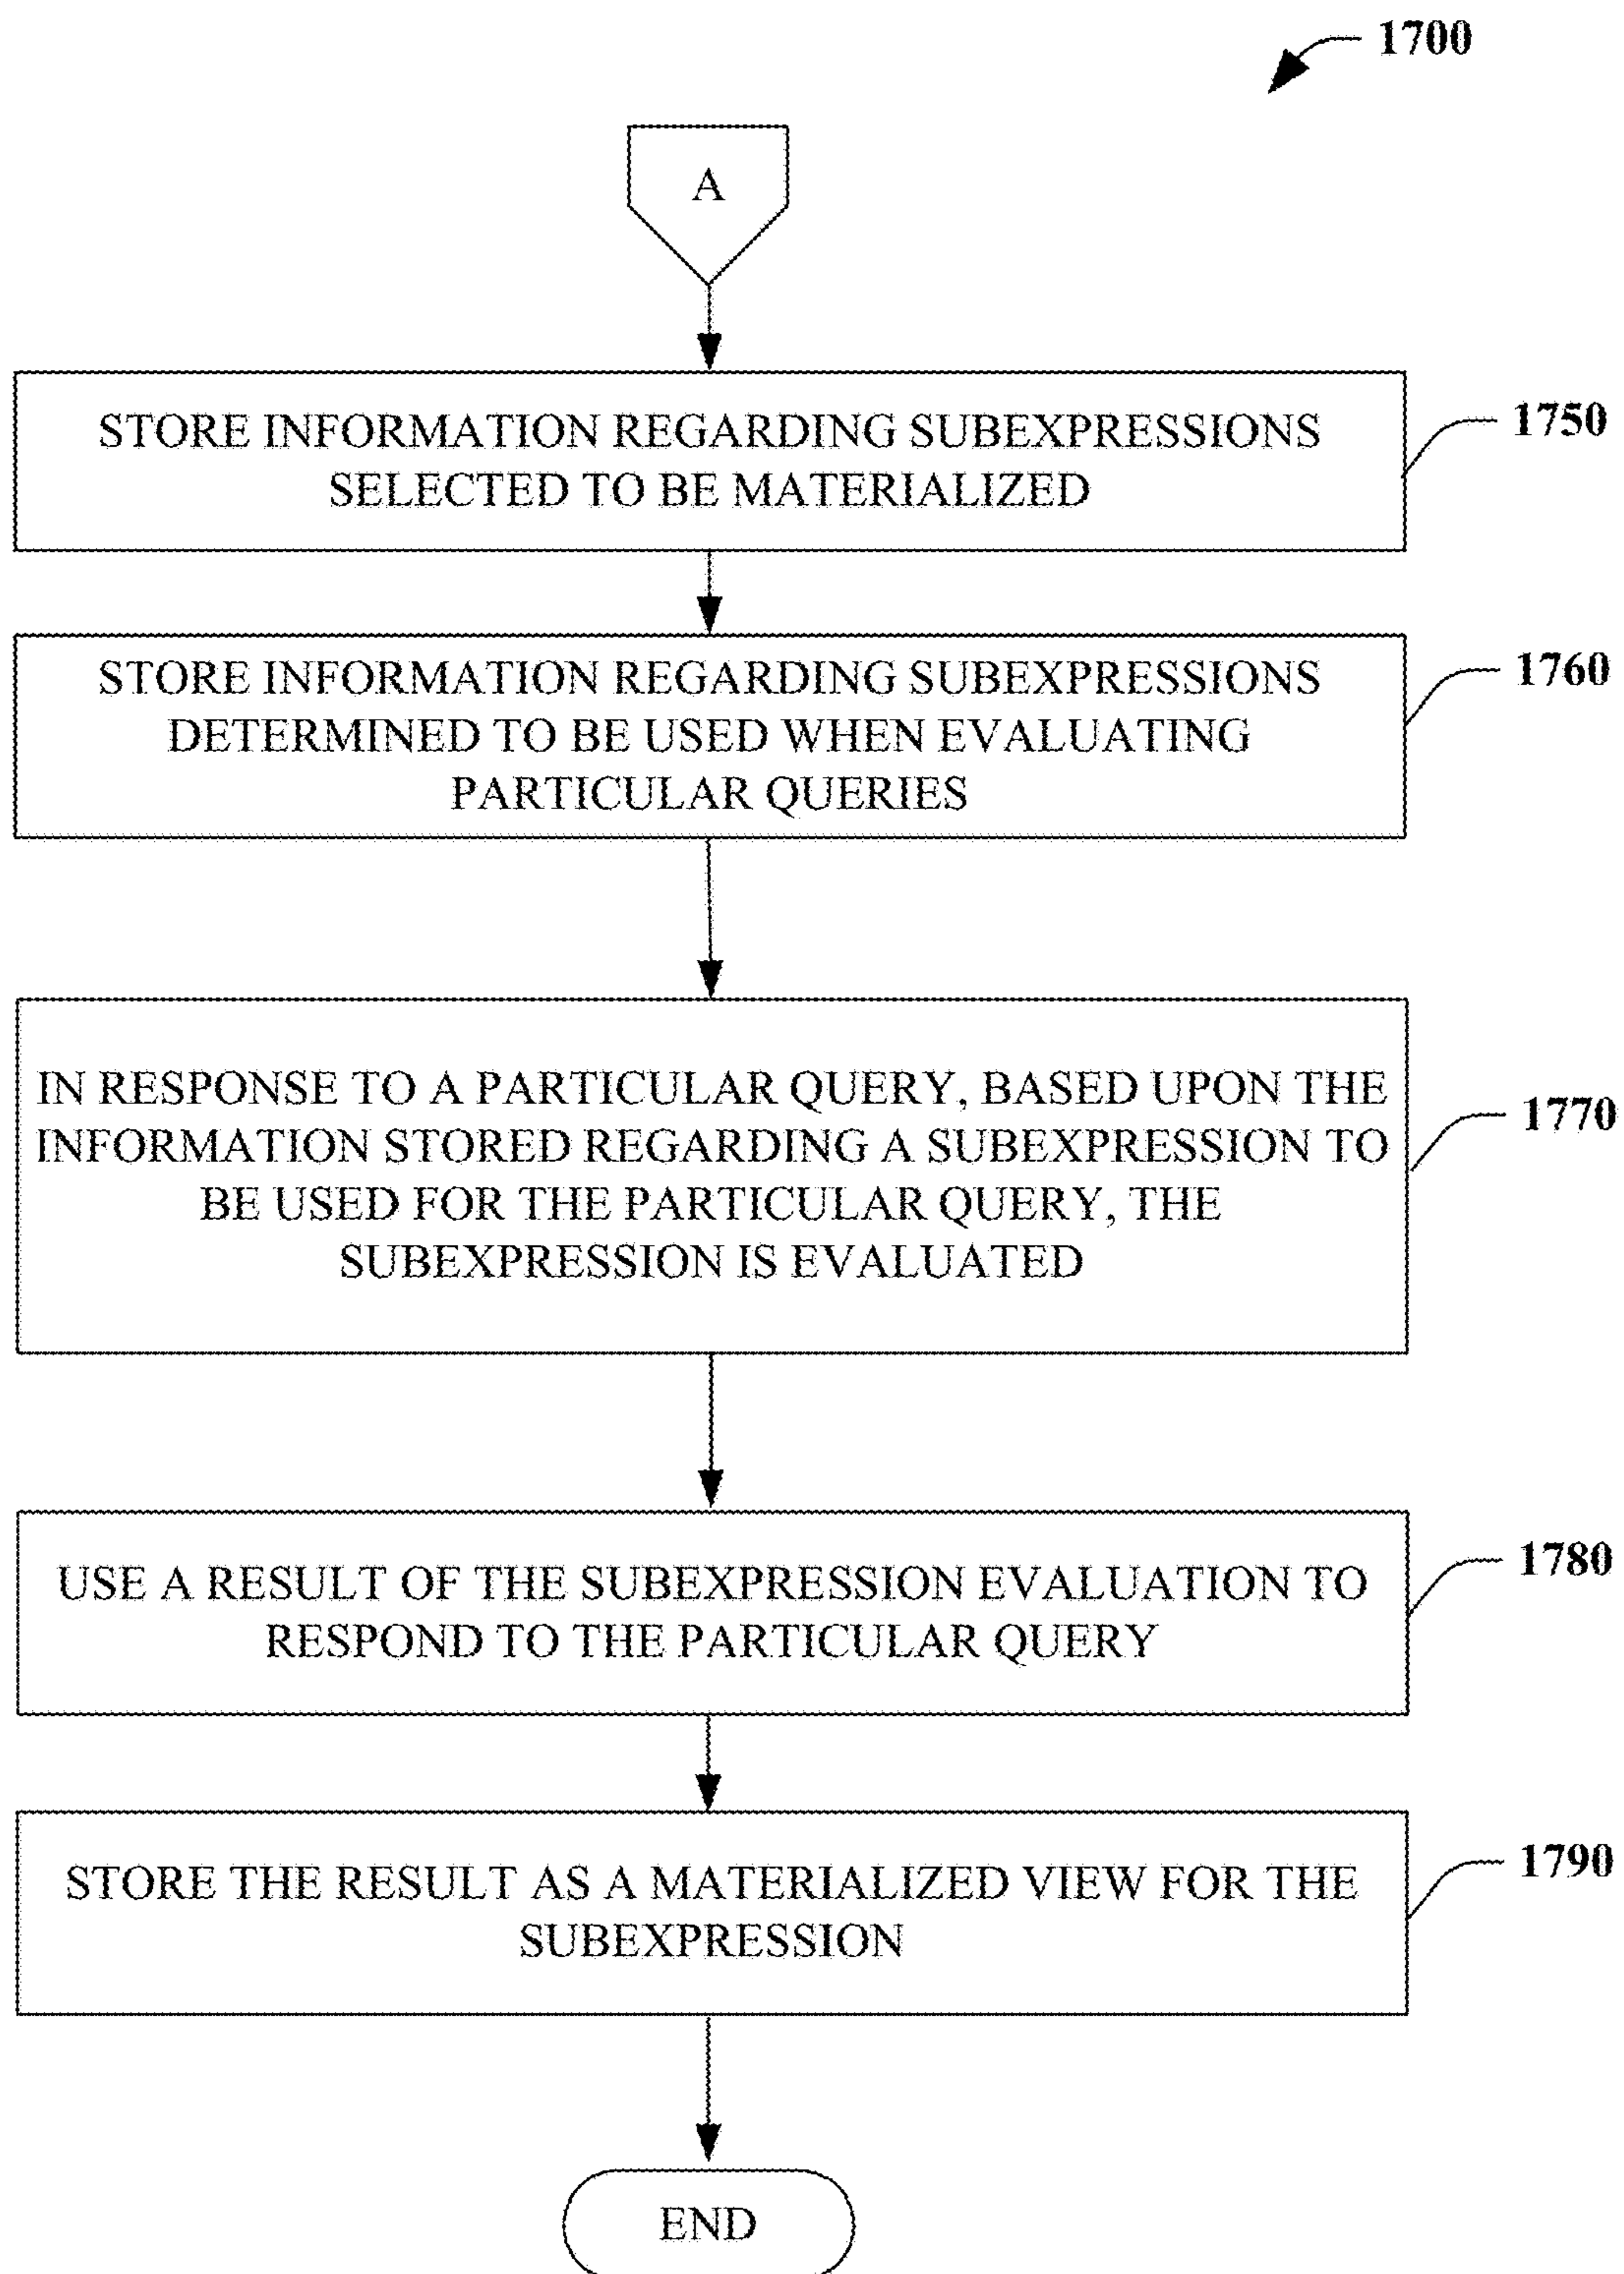 1700
A
STORE INFORMATION REGARDING SUBEXPRESSIONS
SELECTED TO BE MATERIALIZED
1750
STORE INFORMATION REGARDING SUBEXPRESSIONS
DETERMINED TO BE USED WHEN EVALUATING
PARTICULAR QUERIES
1760
IN RESPONSE TO A PARTICULAR QUERY, BASED UPON THE
INFORMATION STORED REGARDING A SUBEXPRESSION TO
BE USED FOR THE PARTICULAR QUERY, THE
SUBEXPRESSION IS EVALUATED
1770
USE A RESULT OF THE SUBEXPRESSION EVALUATION TO
RESPOND TO THE PARTICULAR QUERY
1780
STORE THE RESULT AS A MATERIALIZED VIEW FOR THE
SUBEXPRESSION
1790
END